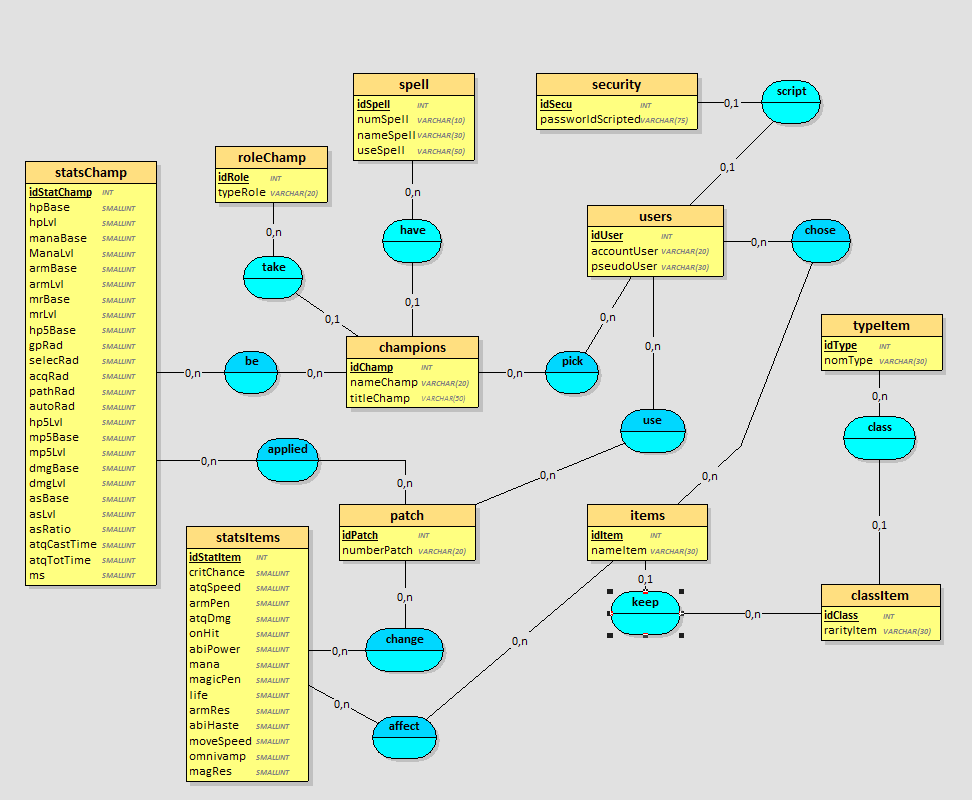 spell
idSpell INT
numSpell VARCHAR(10)
nameSpell VARCHAR(30)
useSpell VARCHAR(50)
security
idSecu INT
passworldScripted VARCHAR(75)
0,1
script
0,1
roleChamp
idRole INT
typeRole VARCHAR(20)
0,n
take
0,1
0,n
have
0,1
statsChamp
idStatChamp INT
hpBase SMALLINT
hpLvl SMALLINT
manaBase SMALLINT
ManaLvl SMALLINT
armBase SMALLINT
armLvl SMALLINT
mrBase SMALLINT
mrLvl SMALLINT
hp5Base SMALLINT
gpRad SMALLINT
selecRad SMALLINT
acqRad SMALLINT
pathRad SMALLINT
autoRad SMALLINT
hp5Lvl SMALLINT
mp5Base SMALLINT
mp5Lvl SMALLINT
dmgBase SMALLINT
dmgLvl SMALLINT
asBase SMALLINT
asLvl SMALLINT
asRatio SMALLINT
atqCastTime SMALLINT
atqTotTime SMALLINT
ms SMALLINT
users
idUser INT
accountUser VARCHAR(20)
pseudoUser VARCHAR(30)
0,n
chose
0,n
typeItem
idType INT
nomType VARCHAR(30)
0,n
class
0,1
champions
idChamp INT
nameChamp VARCHAR(20)
titleChamp VARCHAR(50)
0,n
be
0,n
0,n
pick
0,n
0,n
use
0,n
0,n
applied
0,n
patch
idPatch INT
numberPatch VARCHAR(20)
items
idItem INT
nameItem VARCHAR(30)
0,1
keep
0,n
classItem
idClass INT
rarityItem VARCHAR(30)
statsItems
idStatItem INT
critChance SMALLINT
atqSpeed SMALLINT
armPen SMALLINT
atqDmg SMALLINT
onHit SMALLINT
abiPower SMALLINT
mana SMALLINT
magicPen SMALLINT
life SMALLINT
armRes SMALLINT
abiHaste SMALLINT
moveSpeed SMALLINT
omnivamp SMALLINT
magRes SMALLINT
0,n
change
0,n
0,n
affect
0,n